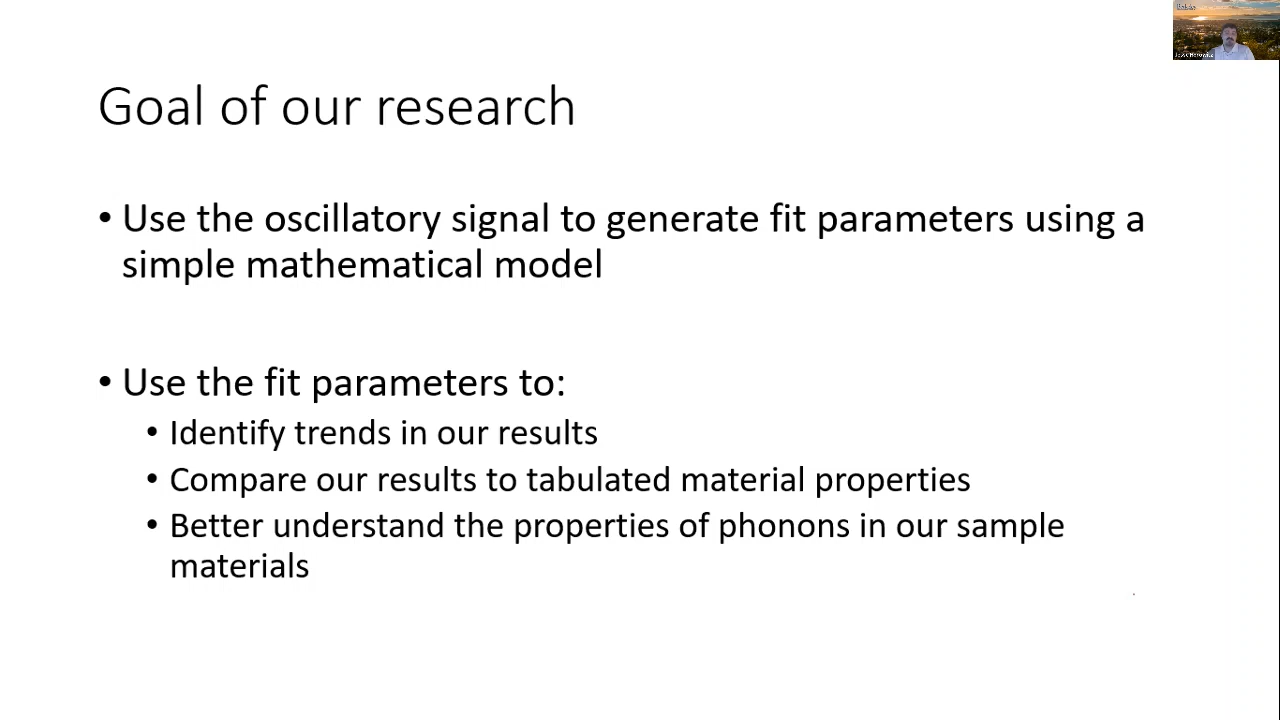 Goal of our research
• Use the oscillatory signal to generate fit parameters using a
simple mathematical model
• Use the fit parameters to:
• Identify trends in our results
• Compare our results to tabulated material properties
• Better understand the properties of phonons in our sample
materials